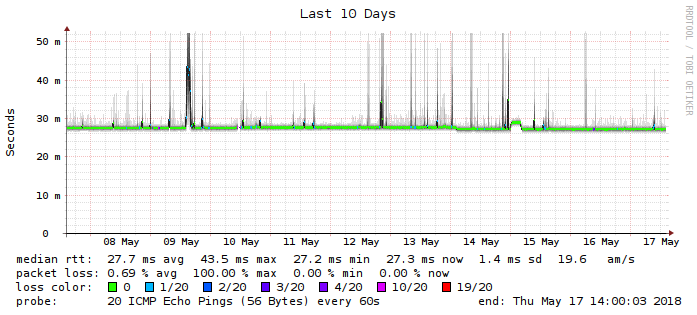 Last 10 Days
RRDTOOL / TOBI OETIKER
Seconds
50 m
40 m
30 m
20 m
10 m
0
08 May 09 May 10 May 11 May 12 May 13 May 14 May 15 May 16 May 17 May
median rtt: 27.7 ms avg 43.5 ms max 27.2 ms min 27.3 ms now 1.4 ms sd 19.6 am/s
packet loss: 0.69 % avg 100.00 % max 0.00 % min 0.00 % now
loss color: 0 1/20 2/20 3/20 4/20 10/20 19/20
probe: 20 ICMP Echo Pings (56 Bytes) every 60s end: Thu May 17 14:00:03 2018